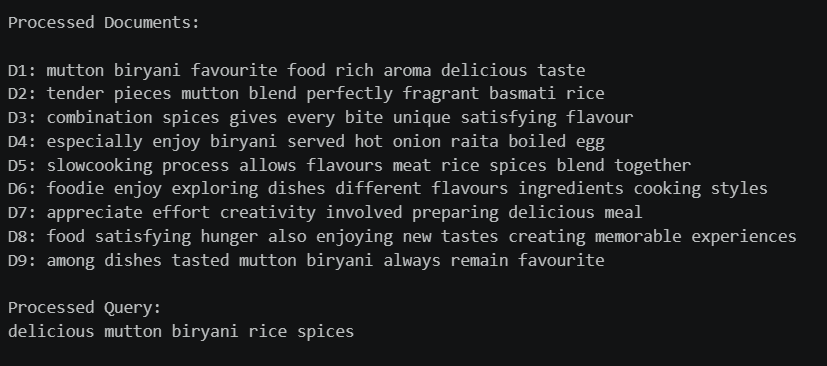 Processed Documents:
D1: mutton biryani favourite food rich aroma delicious taste
D2: tender pieces mutton blend perfectly fragrant basmati rice
D3: combination spices gives every bite unique satisfying flavour
D4: especially enjoy biryani served hot onion raita boiled egg
D5: slowcooking process allows flavours meat rice spices blend together
D6: foodie enjoy exploring dishes different flavours ingredients cooking styles
D7: appreciate effort creativity involved preparing delicious meal
D8: food satisfying hunger also enjoying new tastes creating memorable experiences
D9: among dishes tasted mutton biryani always remain favourite
Processed Query:
delicious mutton biryani rice spices